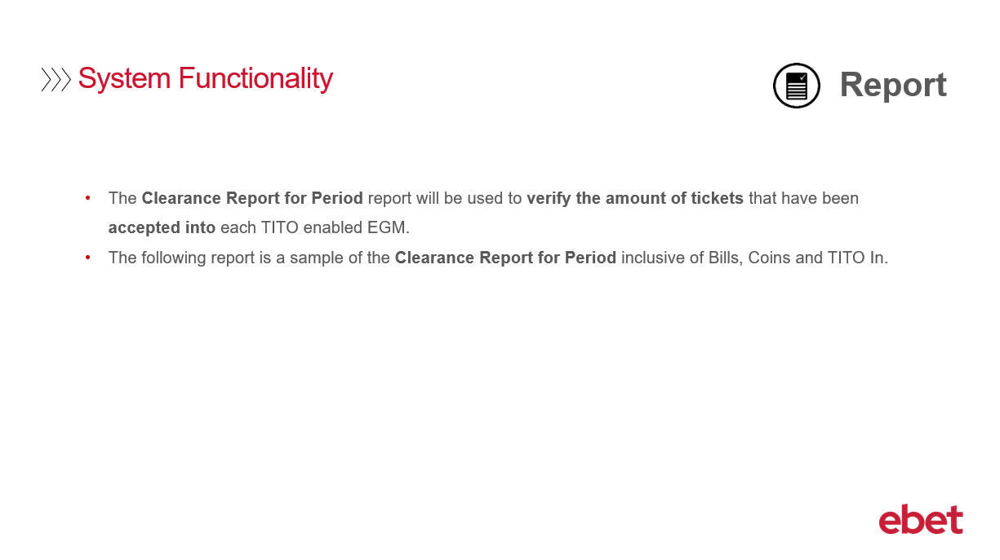 System Functionality
Report
• The Clearance Report for Period report will be used to verify the amount of tickets that have been
accepted into each TITO enabled EGM.
• The following report is a sample of the Clearance Report for Period inclusive of Bills, Coins and TITO In.
ebet